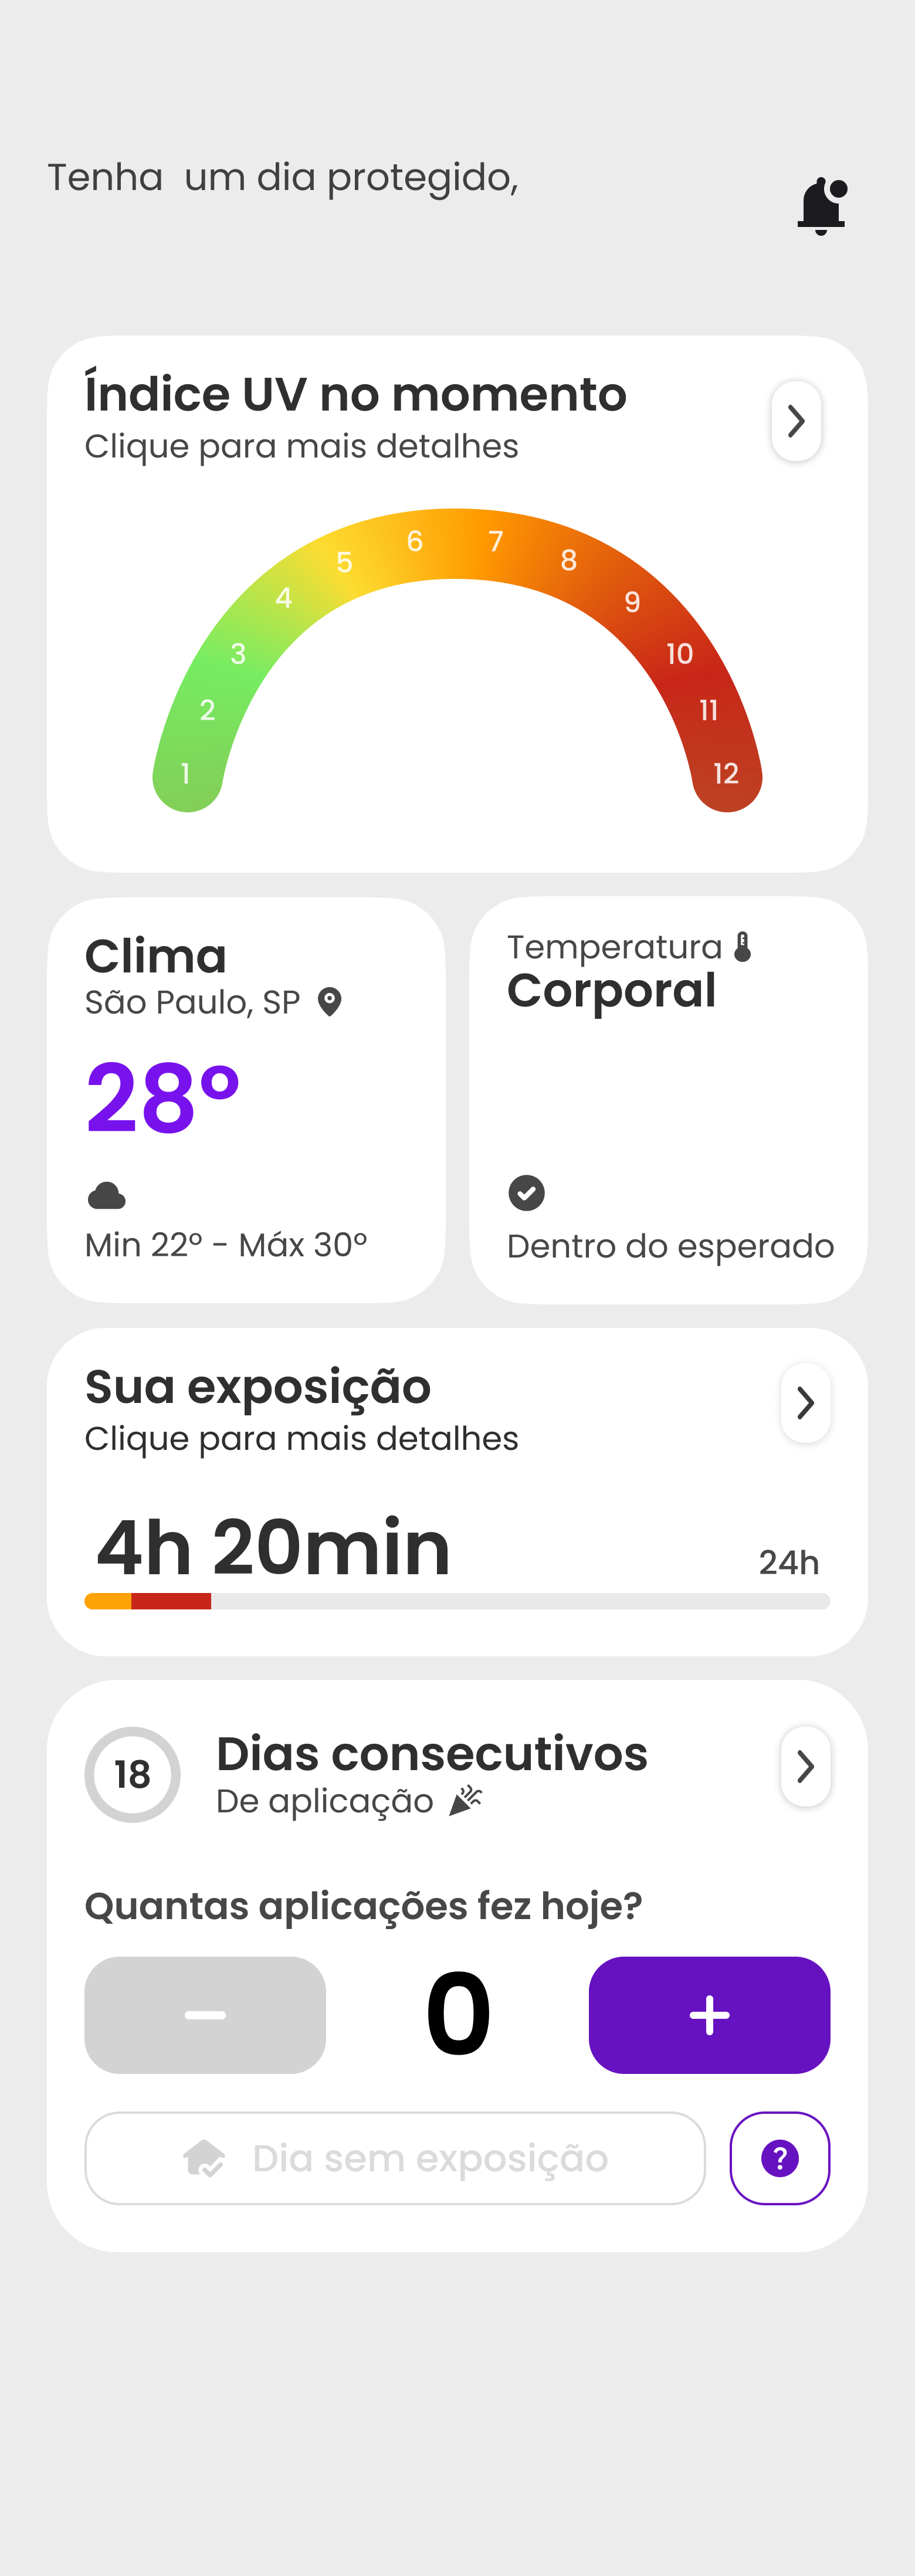 Tenha  um dia protegido,
Índice UV no momento
Clique para mais detalhes
1
2
3
4
5
6
7
8
9
10
11
12
Clima
São Paulo, SP
28°
Min 22° - Máx 30°
Temperatura
Corporal
Dentro do esperado
Sua exposição
Clique para mais detalhes
4h 20min
24h
18
Dias consecutivos
De aplicação
Quantas aplicações fez hoje?
−
0
+
Dia sem exposição
?